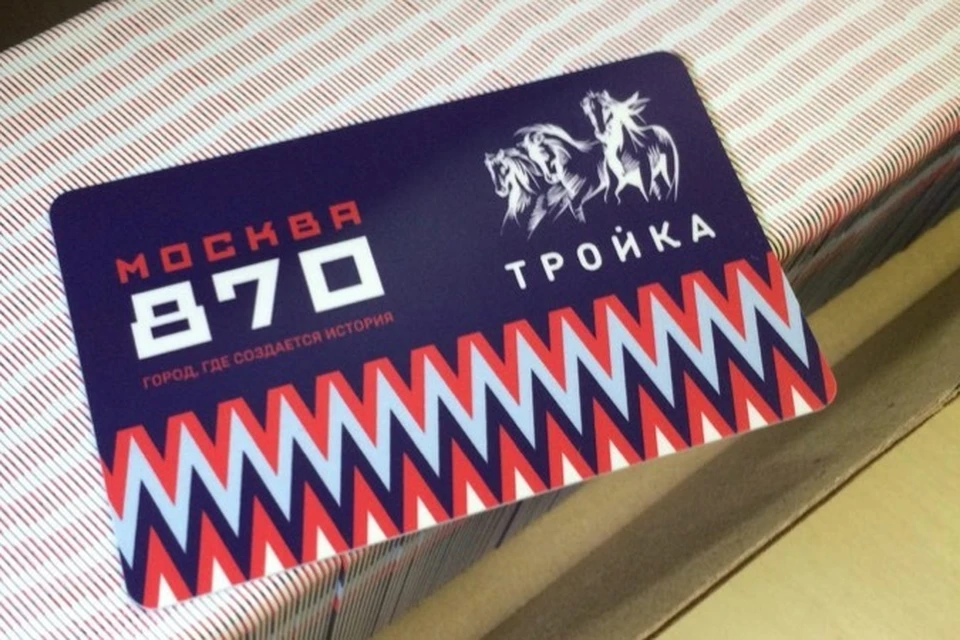 МОСКВА
870
ГОРОД, ГДЕ СОЗДАЕТСЯ ИСТОРИЯ
ТРОЙКА